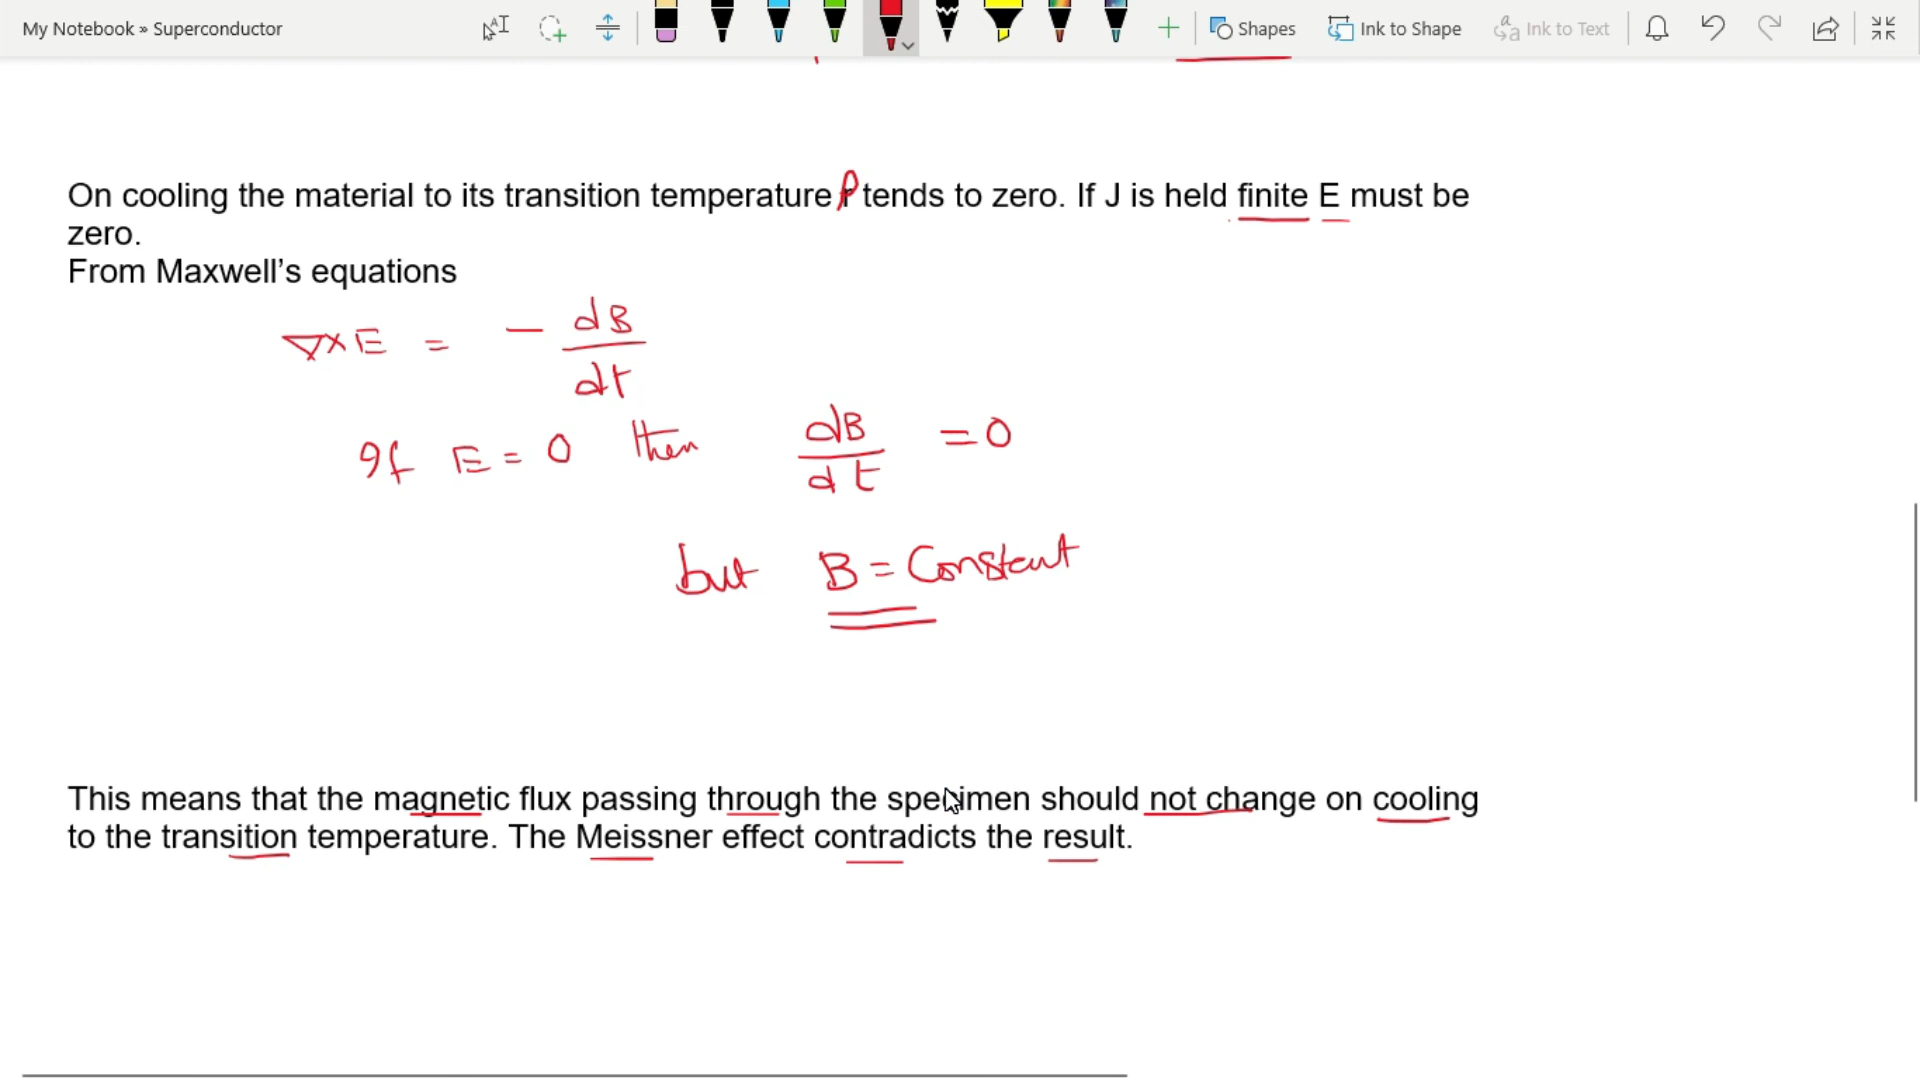 My Notebook » Superconductor
Shapes
Ink to Shape
Ink to Text
On cooling the material to its transition temperature ρ tends to zero. If J is held finite E must be
zero.
From Maxwell’s equations
∇×E = - dB/dt
If E = 0 then dB/dt = 0
but B = Constant
This means that the magnetic flux passing through the specimen should not change on cooling
to the transition temperature. The Meissner effect contradicts the result.